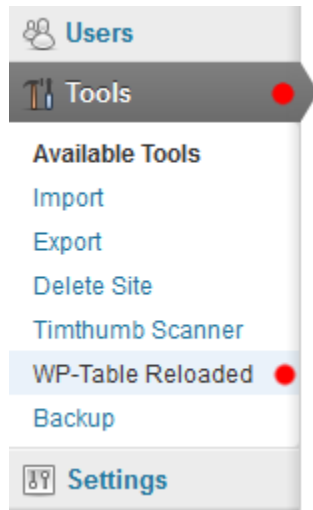 Users
Tools
Available Tools
Import
Export
Delete Site
Timthumb Scanner
WP-Table Reloaded
Backup
Settings